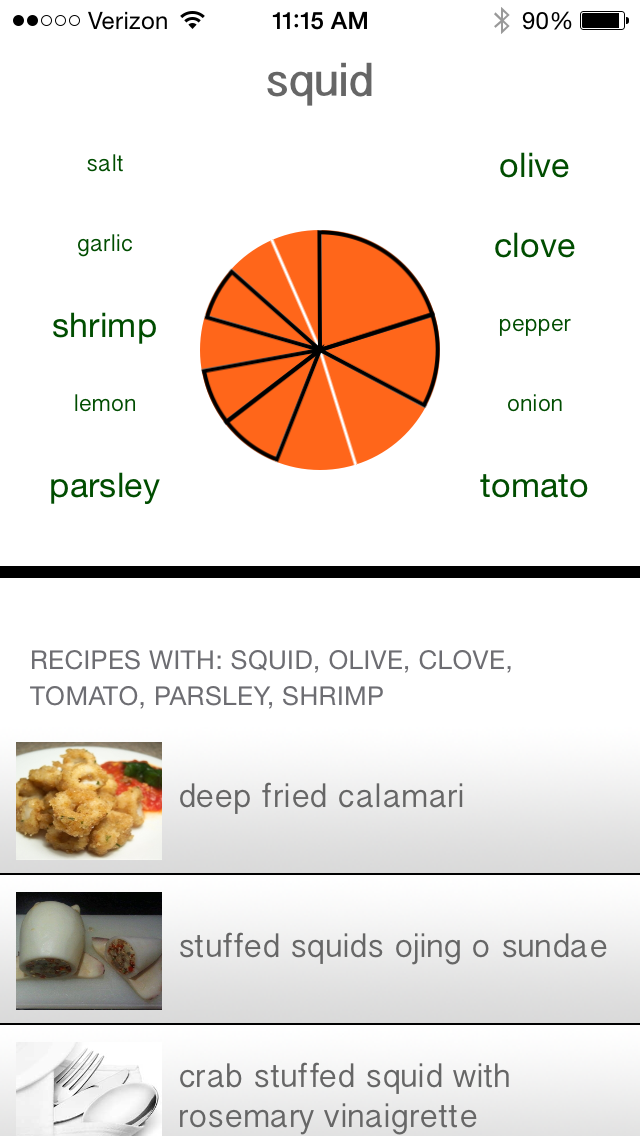 Verizon 11:15 AM 90%
squid
salt
olive
garlic
clove
shrimp
pepper
lemon
onion
parsley
tomato
RECIPES WITH: SQUID, OLIVE, CLOVE,
TOMATO, PARSLEY, SHRIMP
deep fried calamari
stuffed squids ojing o sundae
crab stuffed squid with
rosemary vinaigrette